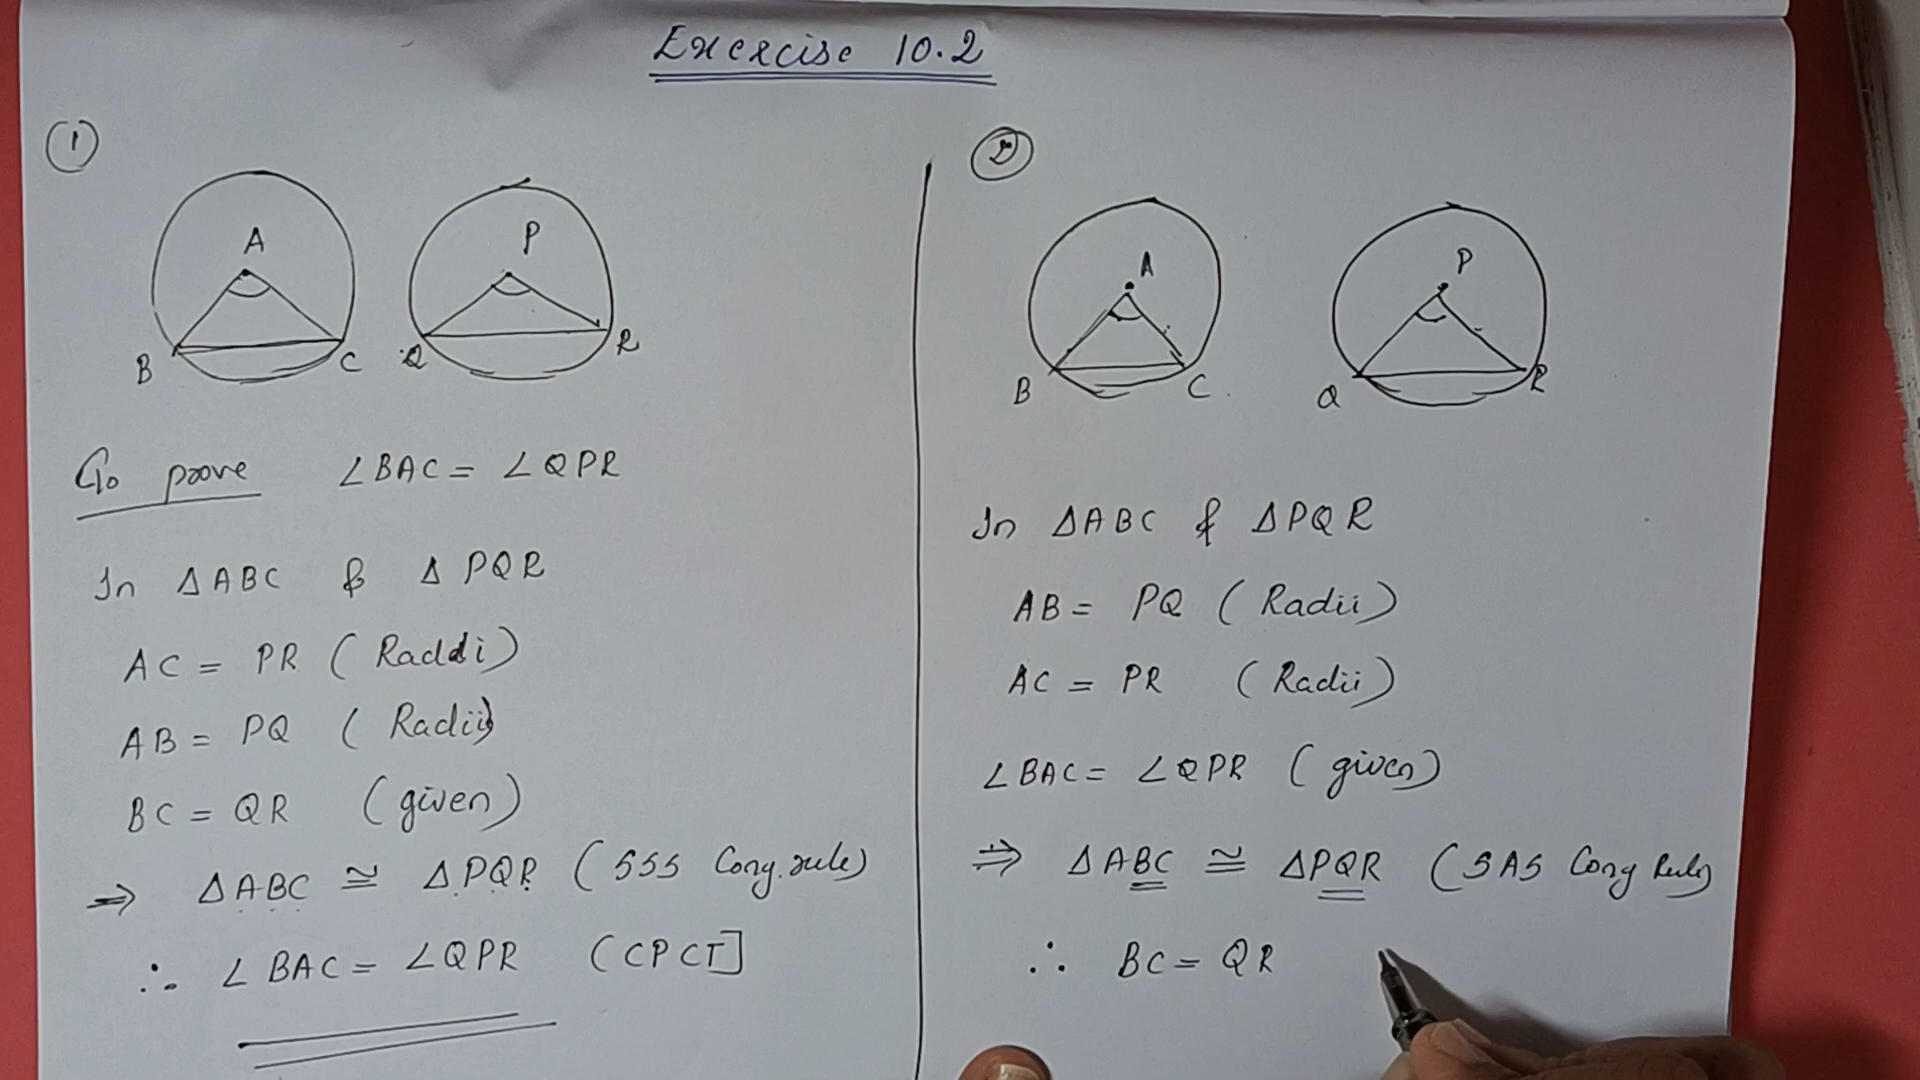 Exercise 10.2
①
A
P
B
C
Q
R
To prove ∠BAC = ∠QPR
In ΔABC & ΔPQR
AC = PR (Raddi)
AB = PQ (Radii)
BC = QR (given)
⇒ ΔABC ≅ ΔPQR (SSS Cong. rule)
∴ ∠BAC = ∠QPR (CPCT]
②
A
P
B
C
Q
R
In ΔABC & ΔPQR
AB = PQ (Radii)
AC = PR (Radii)
∠BAC = ∠QPR (given)
⇒ ΔABC ≅ ΔPQR (SAS Cong Rule)
∴ BC = QR